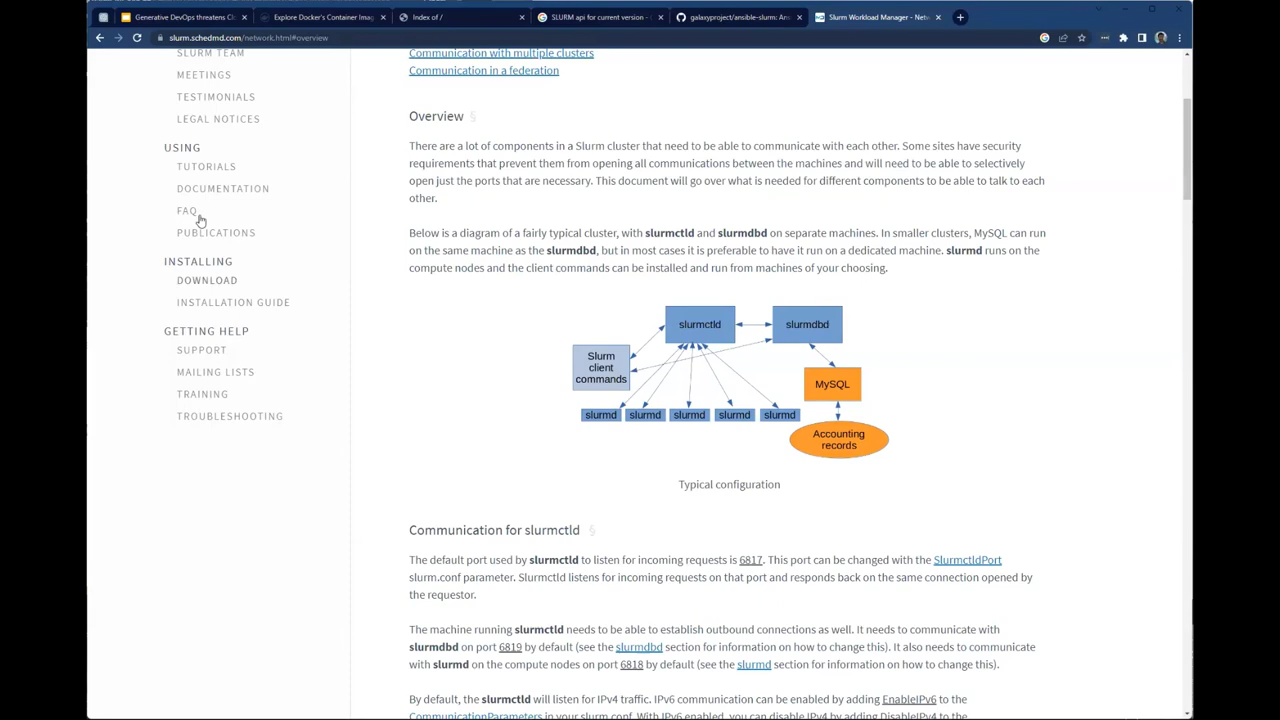 Generative DevOps threatens Cl
Explore Docker's Container Imag
Index of /
SLURM api for current version -
galaxyproject/ansible-slurm: Ans
Slurm Workload Manager - Netw
slurm.schedmd.com/network.html#overview
SLURM TEAM
MEETINGS
TESTIMONIALS
LEGAL NOTICES
USING
TUTORIALS
DOCUMENTATION
FAQ
PUBLICATIONS
INSTALLING
DOWNLOAD
INSTALLATION GUIDE
GETTING HELP
SUPPORT
MAILING LISTS
TRAINING
TROUBLESHOOTING
Communication with multiple clusters
Communication in a federation
Overview §
There are a lot of components in a Slurm cluster that need to be able to communicate with each other. Some sites have security
requirements that prevent them from opening all communications between the machines and will need to be able to selectively
open just the ports that are necessary. This document will go over what is needed for different components to be able to talk to each
other.
Below is a diagram of a fairly typical cluster, with slurmctld and slurmdbd on separate machines. In smaller clusters, MySQL can run
on the same machine as the slurmdbd, but in most cases it is preferable to have it run on a dedicated machine. slurmd runs on the
compute nodes and the client commands can be installed and run from machines of your choosing.
slurmctld
slurmdbd
Slurm
client
commands
MySQL
slurmd slurmd slurmd slurmd slurmd
Accounting
records
Typical configuration
Communication for slurmctld §
The default port used by slurmctld to listen for incoming requests is 6817. This port can be changed with the SlurmctldPort
slurm.conf parameter. Slurmctld listens for incoming requests on that port and responds back on the same connection opened by
the requestor.
The machine running slurmctld needs to be able to establish outbound connections as well. It needs to communicate with
slurmdbd on port 6819 by default (see the slurmdbd section for information on how to change this). It also needs to communicate
with slurmd on the compute nodes on port 6818 by default (see the slurmd section for information on how to change this).
By default, the slurmctld will listen for IPv4 traffic. IPv6 communication can be enabled by adding EnableIPv6 to the
CommunicationParameters in your slurm.conf. With IPv6 enabled, you can disable IPv4 by adding DisableIPv4 to the